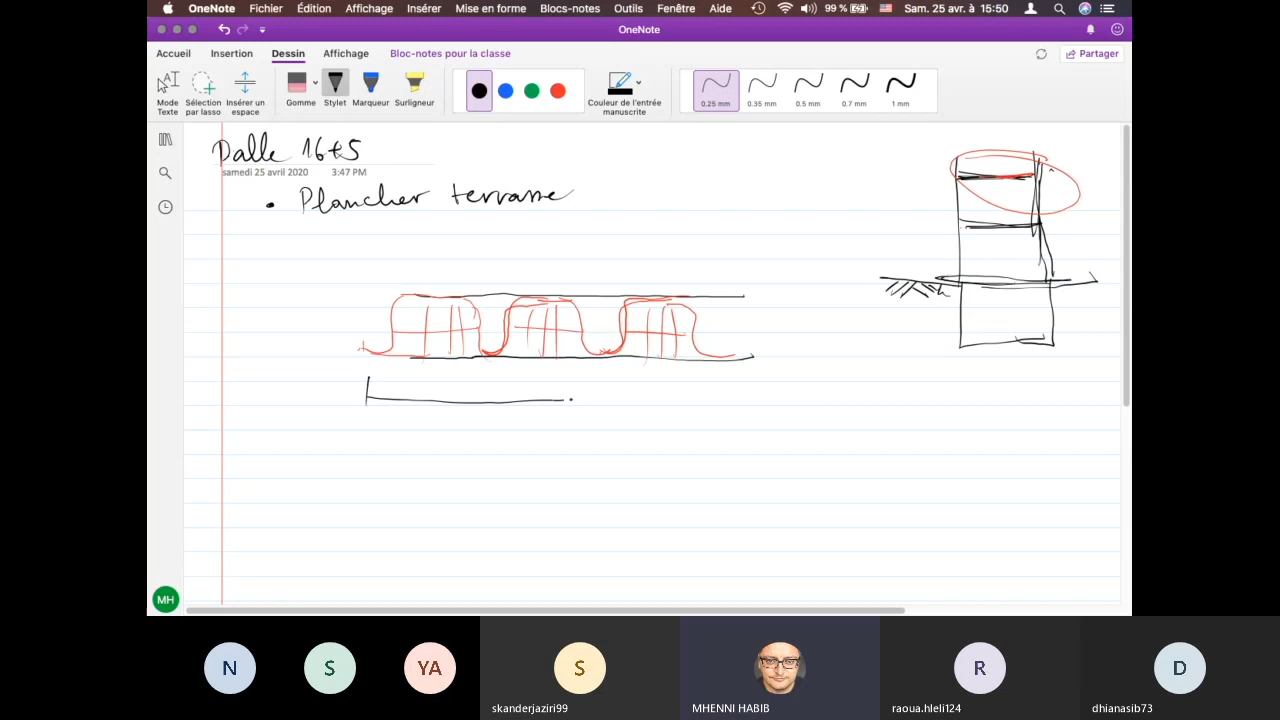 OneNote Fichier Édition Affichage Insérer Mise en forme Blocs-notes Outils Fenêtre Aide 99 % Sam. 25 avr. à 15:50
OneNote
Accueil Insertion Dessin Affichage Bloc-notes pour la classe Partager
Mode Texte
Sélection par lasso
Insérer un espace
Gomme
Stylet
Marqueur
Surligneur
Couleur de l'entrée manuscrite
0.25 mm 0.35 mm 0.5 mm 0.7 mm 1 mm
Dalle 16+5
samedi 25 avril 2020 3:47 PM
• Plancher terrasse
MH
N S YA S R D
skanderjaziri99 MHENNI HABIB raoua.hleli124 dhianasib73